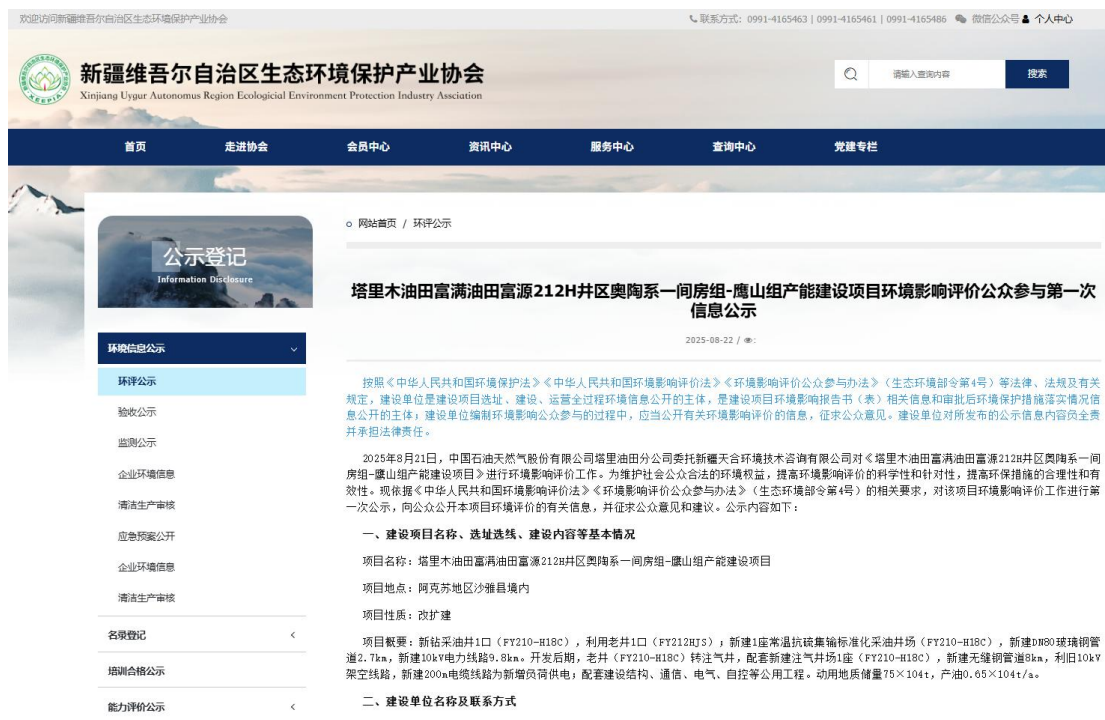 欢迎访问新疆维吾尔自治区生态环境保护产业协会
联系方式：0991-4165463 | 0991-4165461 | 0991-4165486 微信公众号 个人中心
新疆维吾尔自治区生态环境保护产业协会
Xinjiang Uygur Autonomus Region Ecologicial Environment Protection Industry Assciation
请输入查询内容 搜索
首页 走进协会 会员中心 资讯中心 服务中心 查询中心 党建专栏
公示登记
Information Disclosure
环境信息公示
环评公示
验收公示
监测公示
企业环境信息
清洁生产审核
应急预案公开
企业环境信息
清洁生产审核
名录登记
培训合格公示
能力评价公示
网站首页 / 环评公示
塔里木油田富满油田富源212H井区奥陶系一间房组-鹰山组产能建设项目环境影响评价公众参与第一次
信息公示
2025-08-22 / :
按照《中华人民共和国环境保护法》《中华人民共和国环境影响评价法》《环境影响评价公众参与办法》（生态环境部令第4号）等法律、法规及有关
规定，建设单位是建设项目选址、建设、运营全过程环境信息公开的主体，是建设项目环境影响报告书（表）相关信息和审批后环境保护措施落实情况信
息公开的主体；建设单位编制环境影响公众参与的过程中，应当公开有关环境影响评价的信息，征求公众意见。建设单位对所发布的公示信息内容负全责
并承担法律责任。
2025年8月21日，中国石油天然气股份有限公司塔里油田分公司委托新疆天合环境技术咨询有限公司对《塔里木油田富满油田富源212H井区奥陶系一间
房组-鹰山组产能建设项目》进行环境影响评价工作。为维护社会公众合法的环境权益，提高环境影响评价的科学性和针对性，提高环保措施的合理性和有
效性。现依据《中华人民共和国环境影响评价法》《环境影响评价公众参与办法》（生态环境部令第4号）的相关要求，对该项目环境影响评价工作进行第
一次公示，向公众公开本项目环境评价的有关信息，并征求公众意见和建议。公示内容如下：
一、建设项目名称、选址选线、建设内容等基本情况
项目名称：塔里木油田富满油田富源212H井区奥陶系一间房组-鹰山组产能建设项目
项目地点：阿克苏地区沙雅县境内
项目性质：改扩建
项目概要：新钻采油井1口（FY210-H18C），利用老井1口（FY212HJS）；新建1座常温抗硫集输标准化采油井场（FY210-H18C），新建DN80玻璃钢管
道2.7km，新建10kV电力线路9.8km。开发后期，老井（FY210-H18C）转注气井，配套新建注气井场1座（FY210-H18C），新建无缝钢管道8km，利旧10kV
架空线路，新建200m电缆线路为新增负荷供电；配套建设结构、通信、电气、自控等公用工程。动用地质储量75×104t，产油0.65×104t/a。
二、建设单位名称及联系方式